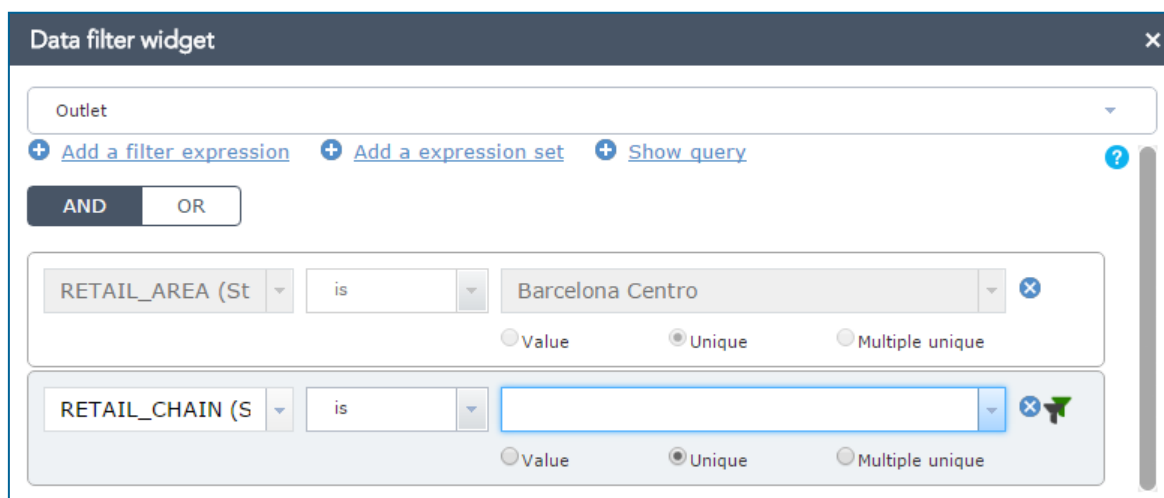 Data filter widget ×
Outlet
Add a filter expression Add a expression set Show query ?
AND OR
RETAIL_AREA (St is Barcelona Centro
Value Unique Multiple unique
RETAIL_CHAIN (S is
Value Unique Multiple unique